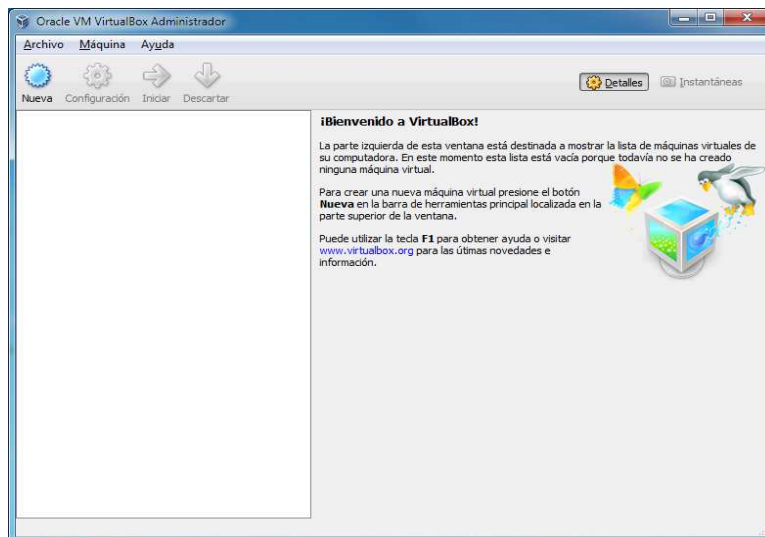 Oracle VM VirtualBox Administrador
Archivo Máquina Ayuda
Nueva Configuración Iniciar Descartar
Detalles Instantáneas
¡Bienvenido a VirtualBox!
La parte izquierda de esta ventana está destinada a mostrar la lista de máquinas virtuales de
su computadora. En este momento esta lista está vacía porque todavía no se ha creado
ninguna máquina virtual.
Para crear una nueva máquina virtual presione el botón
Nueva en la barra de herramientas principal localizada en la
parte superior de la ventana.
Puede utilizar la tecla F1 para obtener ayuda o visitar
www.virtualbox.org para las útimas novedades e
información.